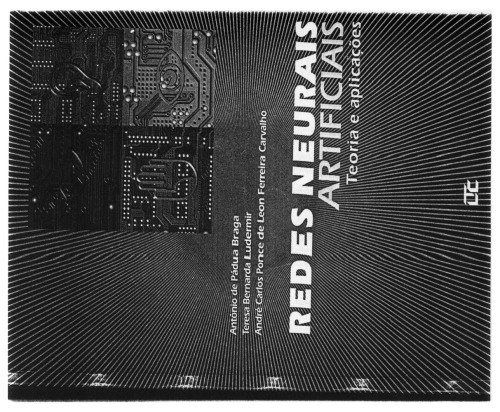 Antônio de Pádua Braga
Teresa Bernarda Ludermir
André Carlos Ponce de Leon Ferreira Carvalho
REDES NEURAIS
ARTIFICIAIS
Teoria e aplicações
LTC